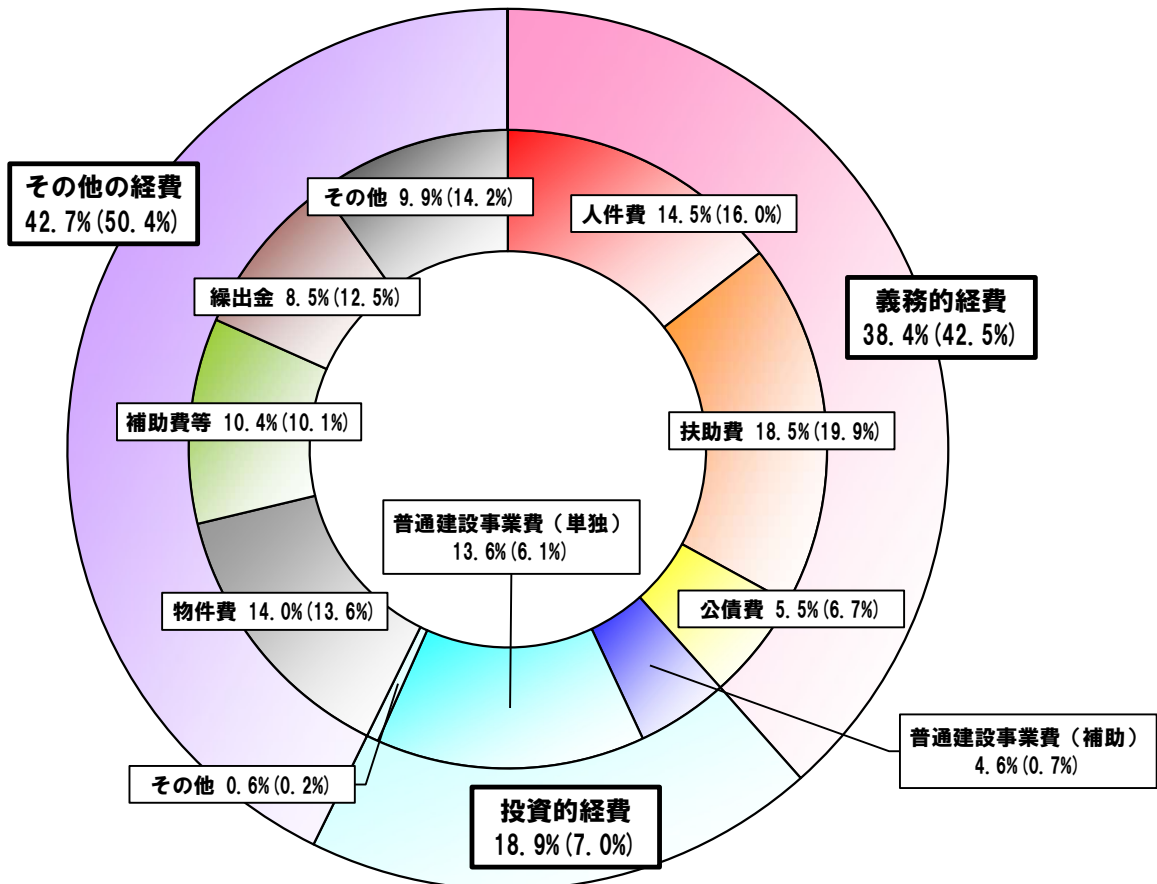 その他の経費
42.7%(50.4%)
その他 9.9%(14.2%)
人件費 14.5%(16.0%)
繰出金 8.5%(12.5%)
義務的経費
38.4%(42.5%)
補助費等 10.4%(10.1%)
扶助費 18.5%(19.9%)
普通建設事業費（単独）
13.6%(6.1%)
物件費 14.0%(13.6%)
公債費 5.5%(6.7%)
普通建設事業費（補助）
4.6%(0.7%)
その他 0.6%(0.2%)
投資的経費
18.9%(7.0%)